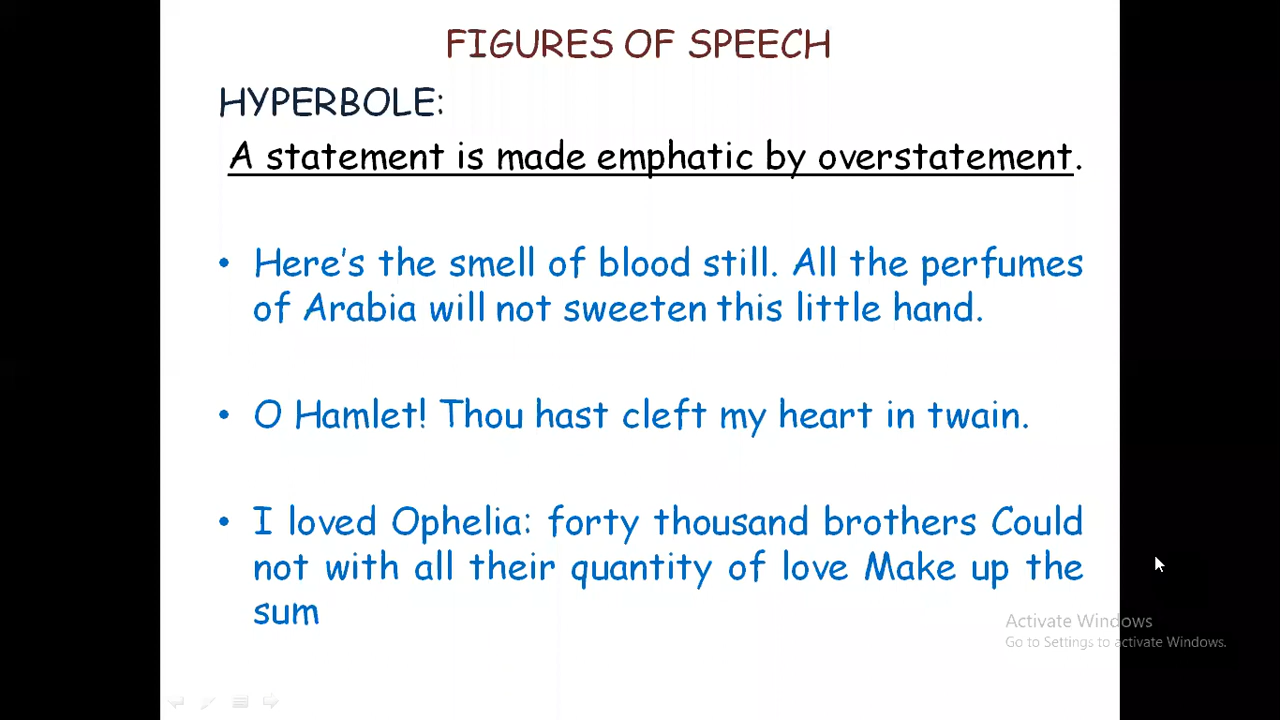 FIGURES OF SPEECH
HYPERBOLE:
A statement is made emphatic by overstatement.
• Here's the smell of blood still. All the perfumes
of Arabia will not sweeten this little hand.
• O Hamlet! Thou hast cleft my heart in twain.
• I loved Ophelia: forty thousand brothers Could
not with all their quantity of love Make up the
sum
Activate Windows
Go to Settings to activate Windows.